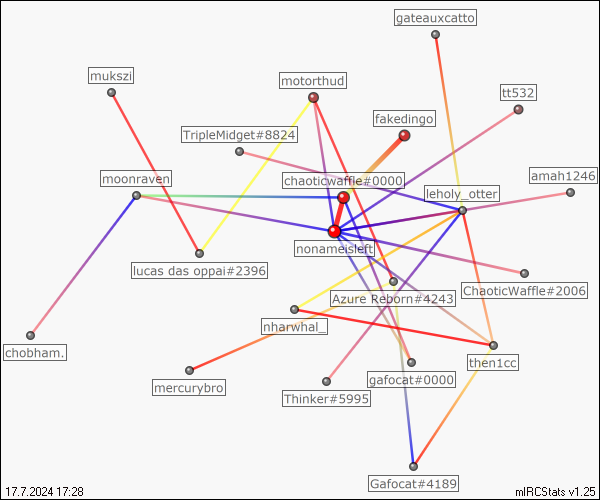 gateauxcatto
mukszi
motorthud
tt532
fakedingo
TripleMidget#8824
moonraven
chaoticwaffle#0000
amah1246
leholy_otter
nonameisleft
lucas das oppai#2396
ChaoticWaffle#2006
Azure Reborn#4243
nharwhal_
chobham.
then1cc
gafocat#0000
mercurybro
Thinker#5995
Gafocat#4189
17.7.2024 17:28
mIRCStats v1.25